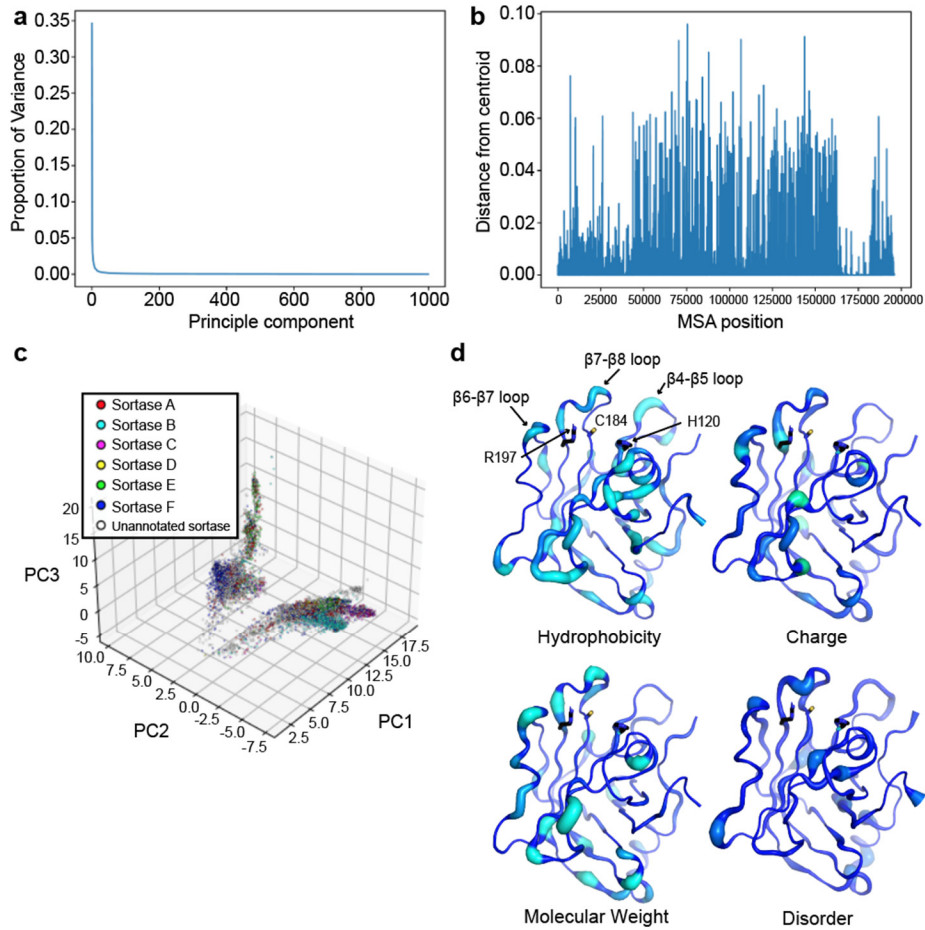 a
0.35
0.30
0.25
0.20
0.15
0.10
0.05
0.00
Proportion of Variance
0 200 400 600 800 1000
Principle component
b
0.10
0.08
0.06
0.04
0.02
0.00
Distance from centroid
0 25000 50000 75000 100000 125000 150000 175000 200000
MSA position
c
Sortase A
Sortase B
Sortase C
Sortase D
Sortase E
Sortase F
Unannotated sortase
20
15
10
5
0
-5
PC3
10.0
7.5
5.0
2.5
0.0
-2.5
-5.0
-7.5
PC2
17.5
15.0
12.5
10.0
7.5
5.0
2.5
PC1
d
β7-β8 loop
β6-β7 loop
β4-β5 loop
C184
H120
R197
Hydrophobicity
Charge
Molecular Weight
Disorder